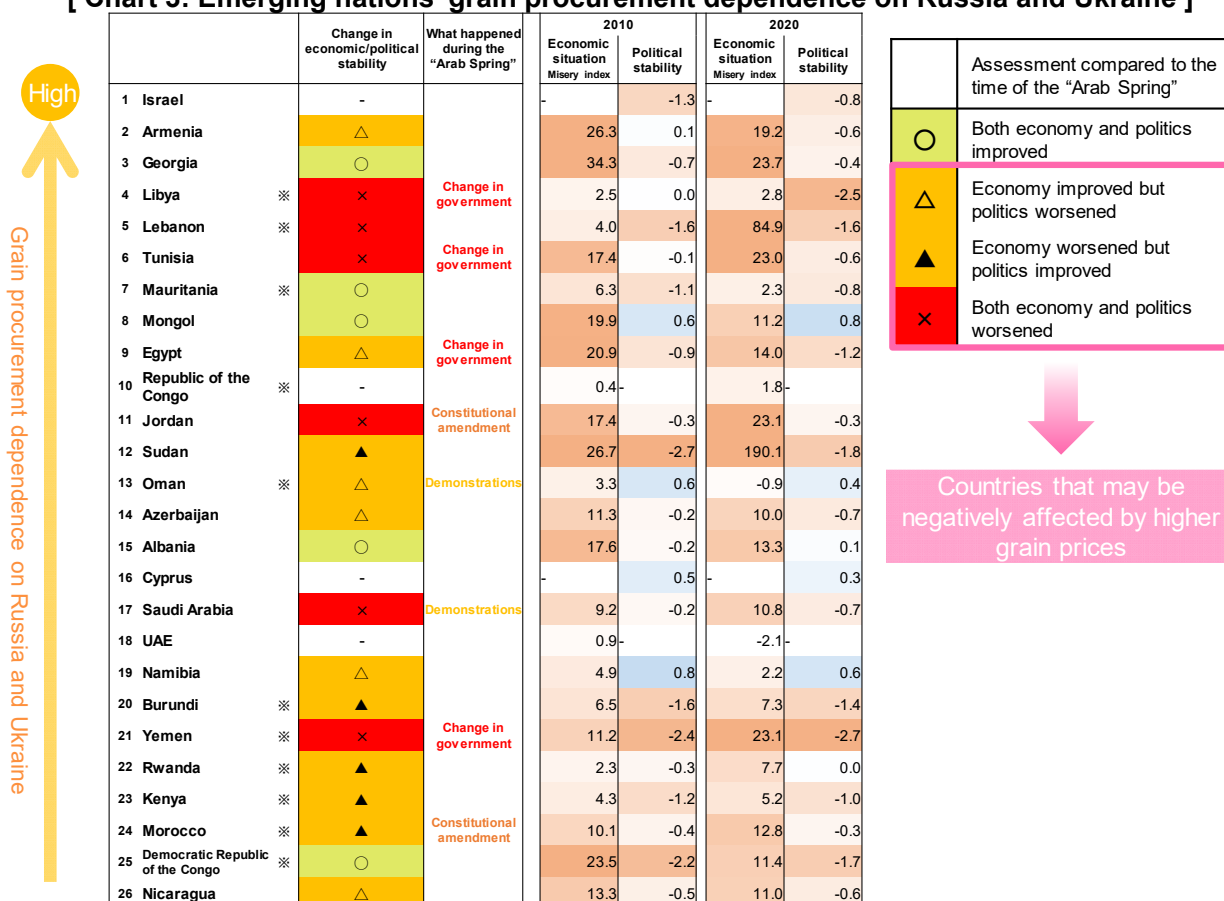 [ Chart 3: Emerging nations' grain procurement dependence on Russia and Ukraine ]
Change in economic/political stability
What happened during the "Arab Spring"
2010
2020
Economic situation Misery index
Political stability
Economic situation Misery index
Political stability
1 Israel - - -1.3 - -0.8
2 Armenia △ 26.3 0.1 19.2 -0.6
3 Georgia ○ 34.3 -0.7 23.7 -0.4
4 Libya ※ × Change in government 2.5 0.0 2.8 -2.5
5 Lebanon ※ × 4.0 -1.6 84.9 -1.6
6 Tunisia × Change in government 17.4 -0.1 23.0 -0.6
7 Mauritania ※ ○ 6.3 -1.1 2.3 -0.8
8 Mongol ○ 19.9 0.6 11.2 0.8
9 Egypt △ Change in government 20.9 -0.9 14.0 -1.2
10 Republic of the Congo ※ - 0.4 - 1.8 -
11 Jordan × Constitutional amendment 17.4 -0.3 23.1 -0.3
12 Sudan ▲ 26.7 -2.7 190.1 -1.8
13 Oman ※ △ Demonstrations 3.3 0.6 -0.9 0.4
14 Azerbaijan △ 11.3 -0.2 10.0 -0.7
15 Albania ○ 17.6 -0.2 13.3 0.1
16 Cyprus - - 0.5 - 0.3
17 Saudi Arabia × Demonstrations 9.2 -0.2 10.8 -0.7
18 UAE - 0.9 - -2.1 -
19 Namibia △ 4.9 0.8 2.2 0.6
20 Burundi ※ ▲ 6.5 -1.6 7.3 -1.4
21 Yemen ※ × Change in government 11.2 -2.4 23.1 -2.7
22 Rwanda ※ ▲ 2.3 -0.3 7.7 0.0
23 Kenya ※ ▲ 4.3 -1.2 5.2 -1.0
24 Morocco ※ ▲ Constitutional amendment 10.1 -0.4 12.8 -0.3
25 Democratic Republic of the Congo ※ ○ 23.5 -2.2 11.4 -1.7
26 Nicaragua △ 13.3 -0.5 11.0 -0.6
High
Grain procurement dependence on Russia and Ukraine
Assessment compared to the
time of the "Arab Spring"
○ Both economy and politics
improved
△ Economy improved but
politics worsened
▲ Economy worsened but
politics improved
× Both economy and politics
worsened
Countries that may be
negatively affected by higher
grain prices